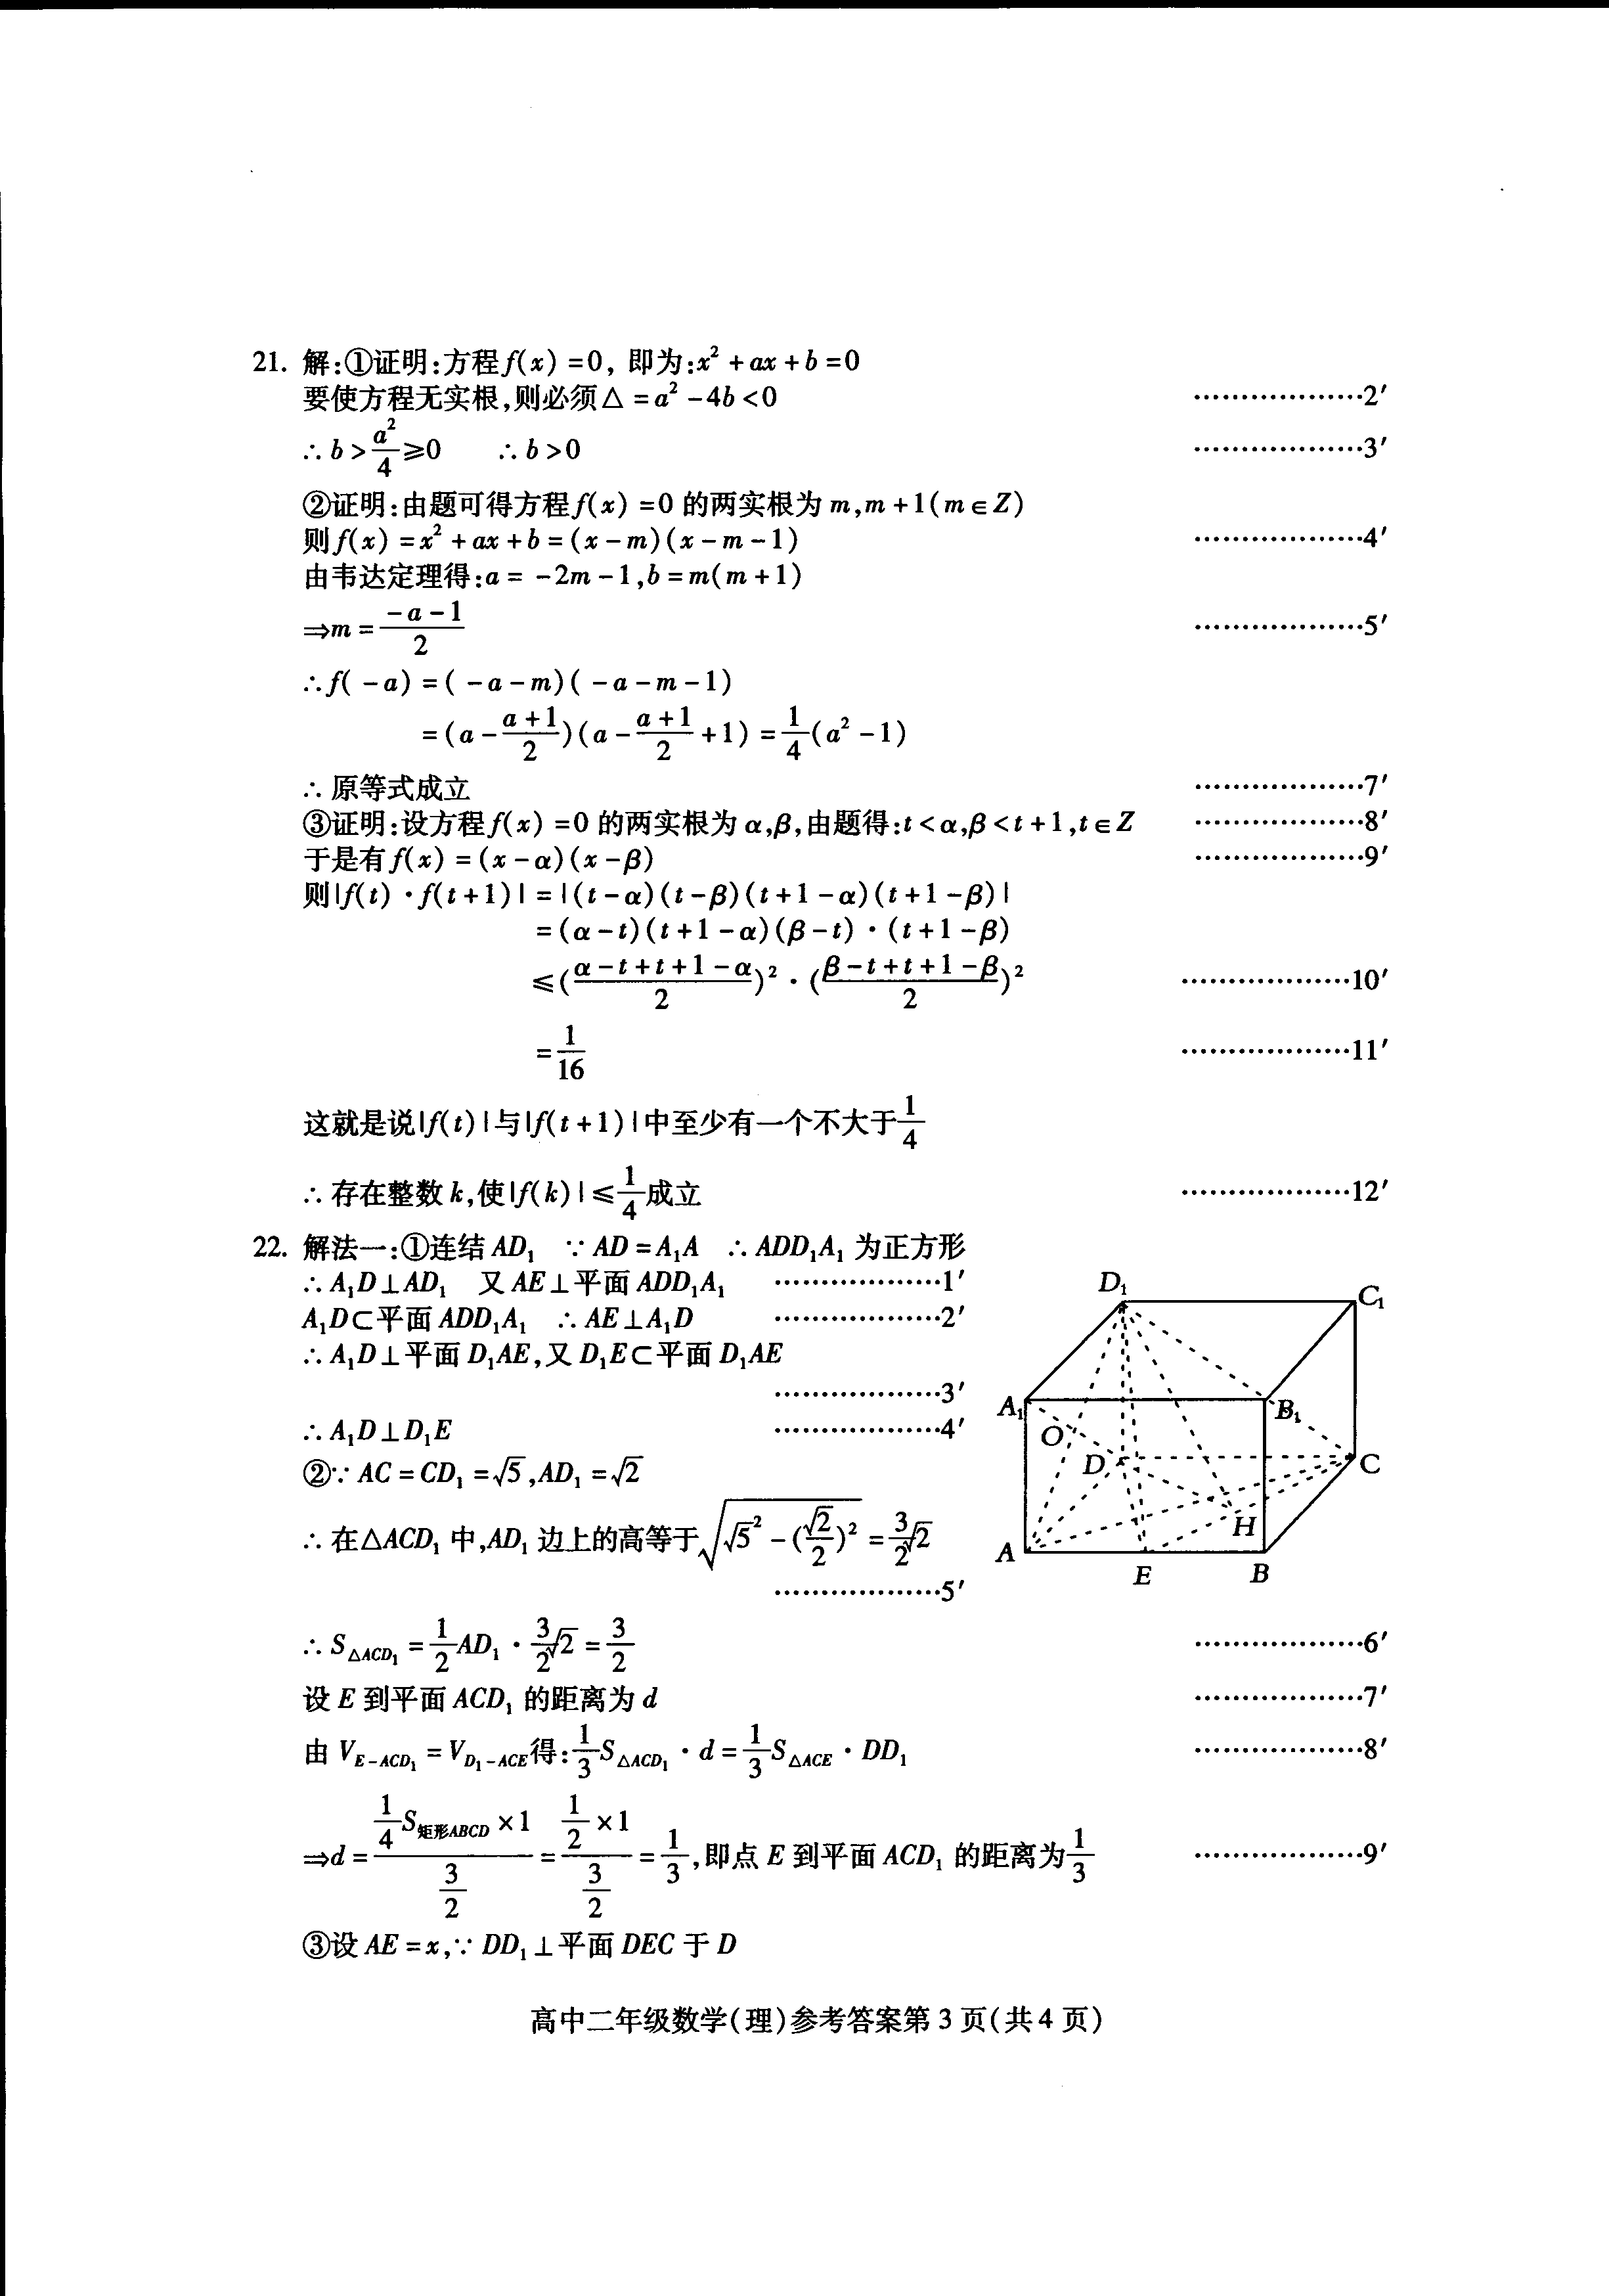 21. 解:①证明:方程f(x)=0, 即为:x²+ax+b=0
要使方程无实根,则必须△=a²-4b<0 ………………2′
∴b>a²/4≥0 ∴b>0 ………………3′
②证明:由题可得方程f(x)=0的两实根为m,m+1(m∈Z)
则f(x)=x²+ax+b=(x-m)(x-m-1) ………………4′
由韦达定理得:a=-2m-1,b=m(m+1)
⇒m=(-a-1)/2 ………………5′
∴f(-a)=(-a-m)(-a-m-1)
=(a-(a+1)/2)(a-(a+1)/2+1)=1/4(a²-1)
∴原等式成立 ………………7′
③证明:设方程f(x)=0的两实根为α,β,由题得:t<α,β<t+1,t∈Z ………………8′
于是有f(x)=(x-α)(x-β) ………………9′
则|f(t)·f(t+1)|=|(t-α)(t-β)(t+1-α)(t+1-β)|
=(α-t)(t+1-α)(β-t)·(t+1-β)
≤((α-t+t+1-α)/2)²·((β-t+t+1-β)/2)² ………………10′
=1/16 ………………11′
这就是说|f(t)|与|f(t+1)|中至少有一个不大于1/4
∴存在整数k,使|f(k)|≤1/4成立 ………………12′
22. 解法一:①连结AD₁ ∵AD=A₁A ∴ADD₁A₁为正方形
∴A₁D⊥AD₁ 又AE⊥平面ADD₁A₁ ………………1′
A₁D⊂平面ADD₁A₁ ∴AE⊥A₁D ………………2′
∴A₁D⊥平面D₁AE,又D₁E⊂平面D₁AE
………………3′
∴A₁D⊥D₁E ………………4′
②∵AC=CD₁=√5,AD₁=√2
∴在△ACD₁中,AD₁边上的高等于√(√5²-(√2/2)²)=3/2√2
………………5′
D₁
C₁
A₁
B₁
O
D
C
H
A
E
B
∴S△ACD₁=1/2AD₁·3/2√2=3/2 ………………6′
设E到平面ACD₁的距离为d ………………7′
由V_E-ACD₁=V_D₁-ACE得:1/3S△ACD₁·d=1/3S△ACE·DD₁ ………………8′
⇒d=(1/4S矩形ABCD×1)/(3/2)=(1/2×1)/(3/2)=1/3,即点E到平面ACD₁的距离为1/3 ………………9′
③设AE=x,∵DD₁⊥平面DEC于D
高中二年级数学(理)参考答案第3页(共4页)